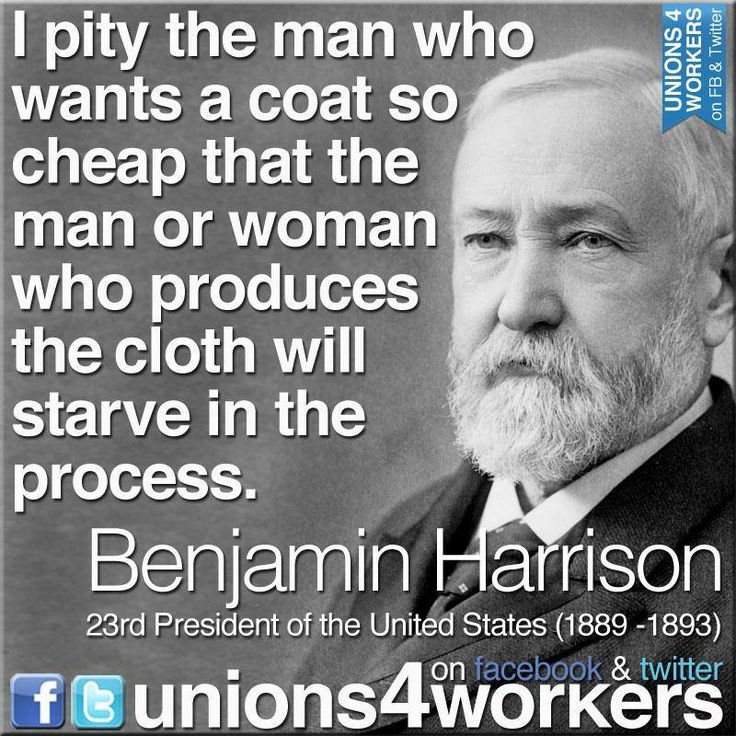 I pity the man who
wants a coat so
cheap that the
man or woman
who produces
the cloth will
starve in the
process.
UNIONS 4
WORKERS
on FB & Twitter
Benjamin Harrison
23rd President of the United States (1889 -1893)
on facebook & twitter
f t unions4workers